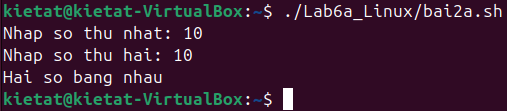 kietat@kietat-VirtualBox:~$ ./Lab6a_Linux/bai2a.sh
Nhap so thu nhat: 10
Nhap so thu hai: 10
Hai so bang nhau
kietat@kietat-VirtualBox:~$